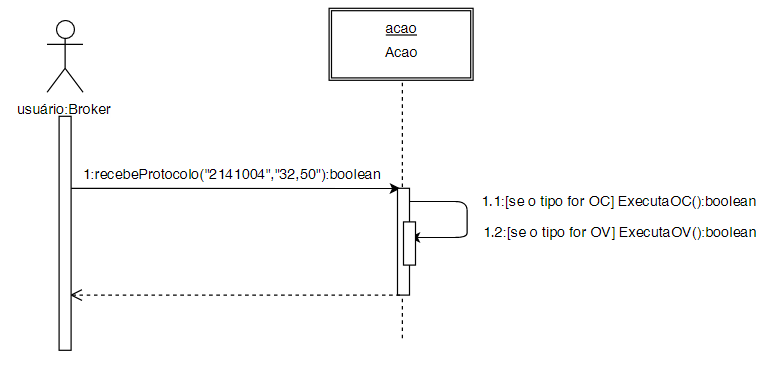 acao
Acao
usuário:Broker
1:recebeProtocolo("2141004","32,50"):boolean
1.1:[se o tipo for OC] ExecutaOC():boolean
1.2:[se o tipo for OV] ExecutaOV():boolean